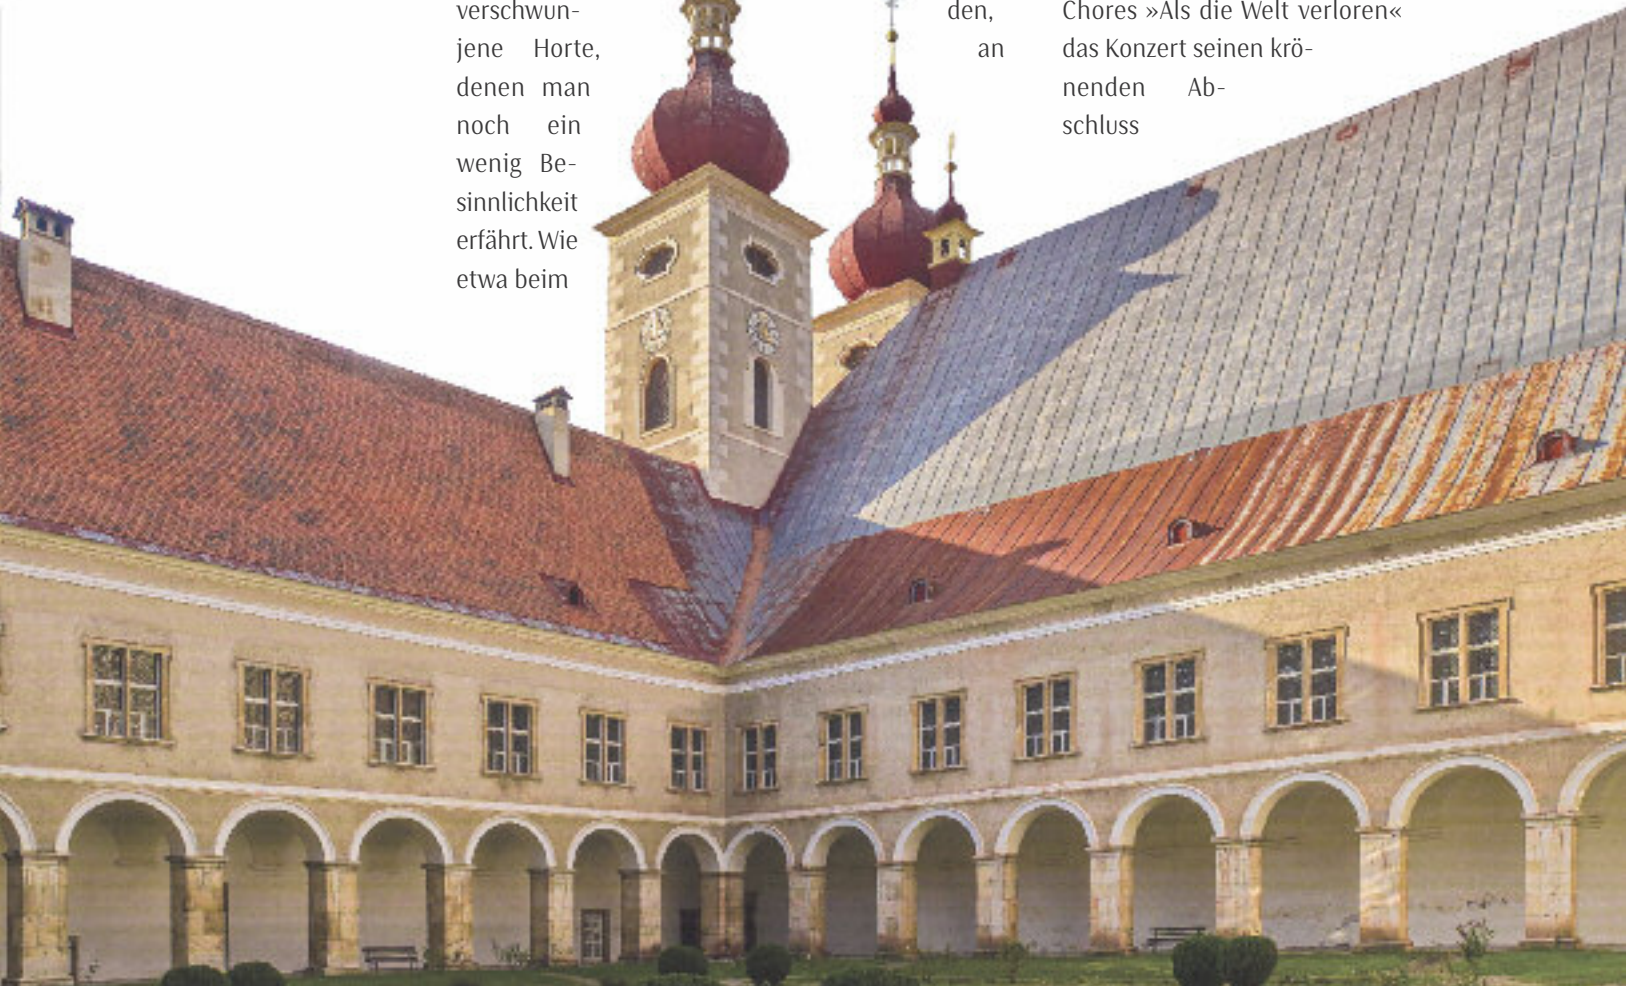 verschwun- den,
jene Horte, an
denen man
noch ein
wenig Be-
sinnlichkeit
erfährt. Wie
etwa beim
Chores »Als die Welt verloren«
das Konzert seinen krö-
nenden Ab-
schluss